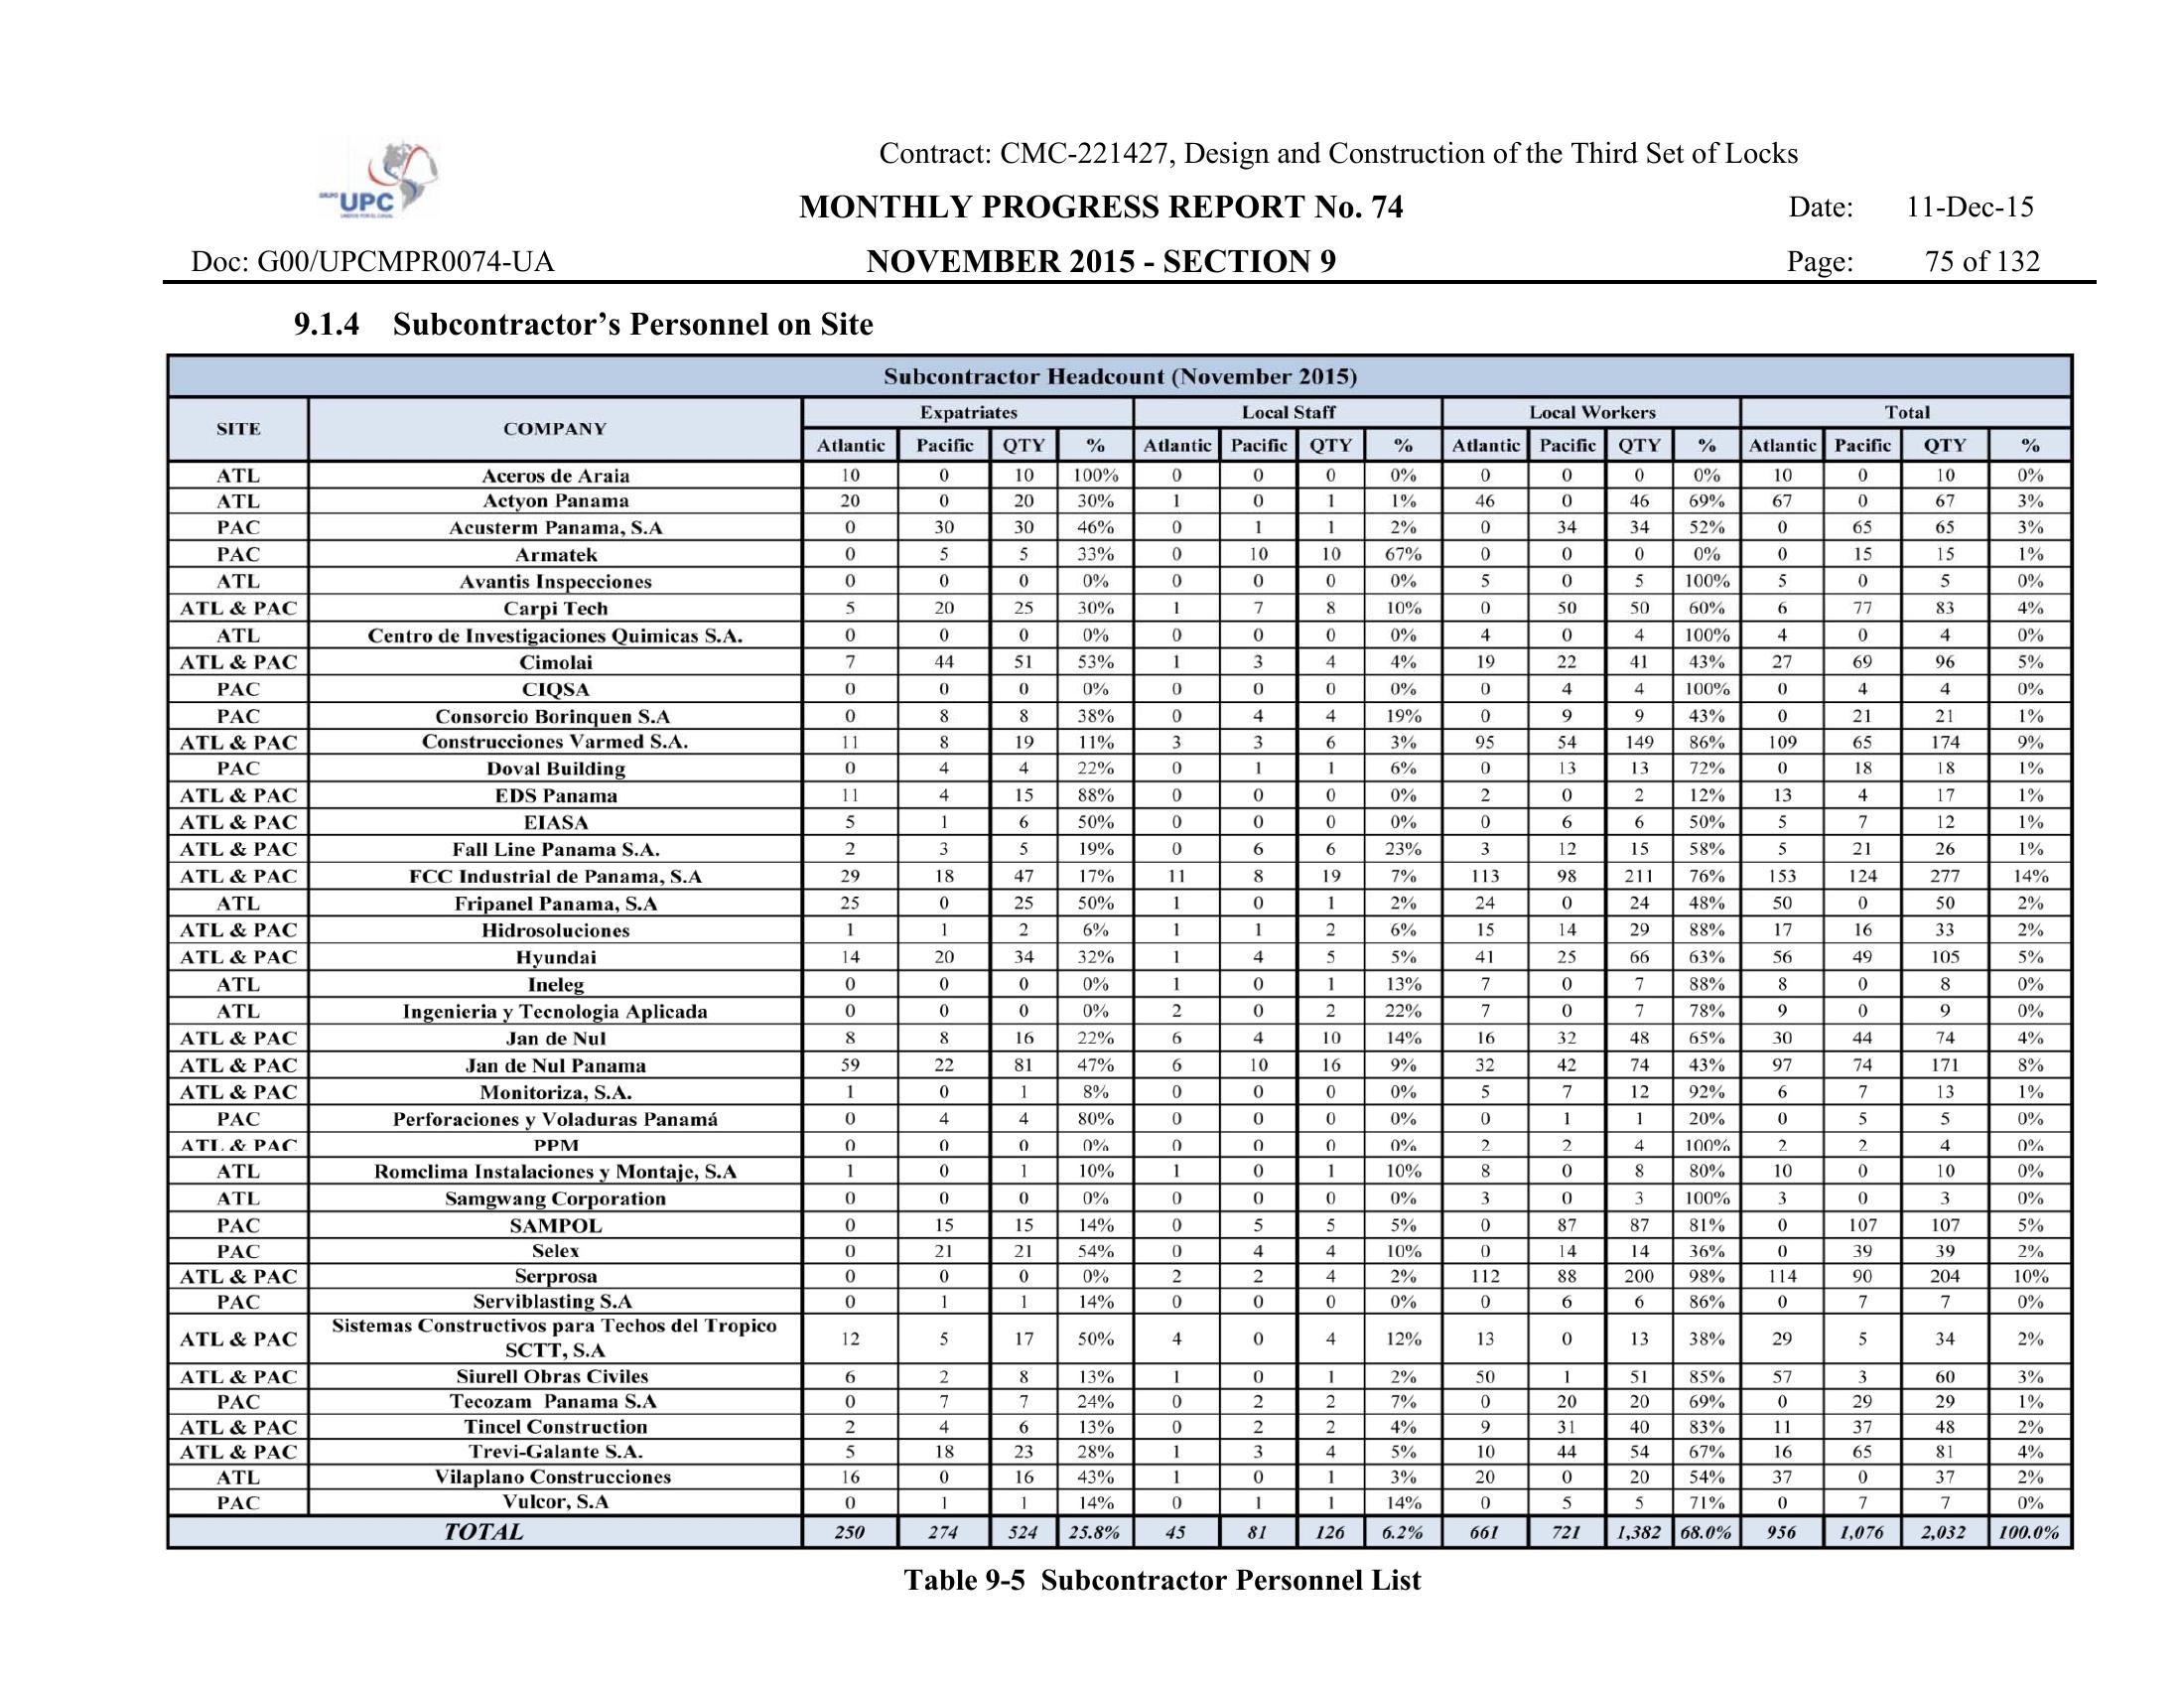 Contract: CMC-221427, Design and Construction of the Third Set of Locks
UPC
MONTHLY PROGRESS REPORT No. 74 Date: 11-Dec-15
Doc: G00/UPCMPR0074-UA NOVEMBER 2015 - SECTION 9 Page: 75 of 132
9.1.4 Subcontractor’s Personnel on Site
Subcontractor Headcount (November 2015)
SITE COMPANY Expatriates Local Staff Local Workers Total
Atlantic Pacific QTY % Atlantic Pacific QTY % Atlantic Pacific QTY % Atlantic Pacific QTY %
ATL Aceros de Araia 10 0 10 100% 0 0 0 0% 0 0 0 0% 10 0 10 0%
ATL Actyon Panama 20 0 20 30% 1 0 1 1% 46 0 46 69% 67 0 67 3%
PAC Acusterm Panama, S.A 0 30 30 46% 0 1 1 2% 0 34 34 52% 0 65 65 3%
PAC Armatek 0 5 5 33% 0 10 10 67% 0 0 0 0% 0 15 15 1%
ATL Avantis Inspecciones 0 0 0 0% 0 0 0 0% 5 0 5 100% 5 0 5 0%
ATL & PAC Carpi Tech 5 20 25 30% 1 7 8 10% 0 50 50 60% 6 77 83 4%
ATL Centro de Investigaciones Quimicas S.A. 0 0 0 0% 0 0 0 0% 4 0 4 100% 4 0 4 0%
ATL & PAC Cimolai 7 44 51 53% 1 3 4 4% 19 22 41 43% 27 69 96 5%
PAC CIQSA 0 0 0 0% 0 0 0 0% 0 4 4 100% 0 4 4 0%
PAC Consorcio Borinquen S.A 0 8 8 38% 0 4 4 19% 0 9 9 43% 0 21 21 1%
ATL & PAC Construcciones Varmed S.A. 11 8 19 11% 3 3 6 3% 95 54 149 86% 109 65 174 9%
PAC Doval Building 0 4 4 22% 0 1 1 6% 0 13 13 72% 0 18 18 1%
ATL & PAC EDS Panama 11 4 15 88% 0 0 0 0% 2 0 2 12% 13 4 17 1%
ATL & PAC EIASA 5 1 6 50% 0 0 0 0% 0 6 6 50% 5 7 12 1%
ATL & PAC Fall Line Panama S.A. 2 3 5 19% 0 6 6 23% 3 12 15 58% 5 21 26 1%
ATL & PAC FCC Industrial de Panama, S.A 29 18 47 17% 11 8 19 7% 113 98 211 76% 153 124 277 14%
ATL Fripanel Panama, S.A 25 0 25 50% 1 0 1 2% 24 0 24 48% 50 0 50 2%
ATL & PAC Hidrosoluciones 1 1 2 6% 1 1 2 6% 15 14 29 88% 17 16 33 2%
ATL & PAC Hyundai 14 20 34 32% 1 4 5 5% 41 25 66 63% 56 49 105 5%
ATL Ineleg 0 0 0 0% 1 0 1 13% 7 0 7 88% 8 0 8 0%
ATL Ingenieria y Tecnologia Aplicada 0 0 0 0% 2 0 2 22% 7 0 7 78% 9 0 9 0%
ATL & PAC Jan de Nul 8 8 16 22% 6 4 10 14% 16 32 48 65% 30 44 74 4%
ATL & PAC Jan de Nul Panama 59 22 81 47% 6 10 16 9% 32 42 74 43% 97 74 171 8%
ATL & PAC Monitoriza, S.A. 1 0 1 8% 0 0 0 0% 5 7 12 92% 6 7 13 1%
PAC Perforaciones y Voladuras Panamá 0 4 4 80% 0 0 0 0% 0 1 1 20% 0 5 5 0%
ATL & PAC PPM 0 0 0 0% 0 0 0 0% 2 2 4 100% 2 2 4 0%
ATL Romclima Instalaciones y Montaje, S.A 1 0 1 10% 1 0 1 10% 8 0 8 80% 10 0 10 0%
ATL Samgwang Corporation 0 0 0 0% 0 0 0 0% 3 0 3 100% 3 0 3 0%
PAC SAMPOL 0 15 15 14% 0 5 5 5% 0 87 87 81% 0 107 107 5%
PAC Selex 0 21 21 54% 0 4 4 10% 0 14 14 36% 0 39 39 2%
ATL & PAC Serprosa 0 0 0 0% 2 2 4 2% 112 88 200 98% 114 90 204 10%
PAC Serviblasting S.A 0 1 1 14% 0 0 0 0% 0 6 6 86% 0 7 7 0%
ATL & PAC Sistemas Constructivos para Techos del Tropico SCTT, S.A 12 5 17 50% 4 0 4 12% 13 0 13 38% 29 5 34 2%
ATL & PAC Siurell Obras Civiles 6 2 8 13% 1 0 1 2% 50 1 51 85% 57 3 60 3%
PAC Tecozam Panama S.A 0 7 7 24% 0 2 2 7% 0 20 20 69% 0 29 29 1%
ATL & PAC Tincel Construction 2 4 6 13% 0 2 2 4% 9 31 40 83% 11 37 48 2%
ATL & PAC Trevi-Galante S.A. 5 18 23 28% 1 3 4 5% 10 44 54 67% 16 65 81 4%
ATL Vilaplano Construcciones 16 0 16 43% 1 0 1 3% 20 0 20 54% 37 0 37 2%
PAC Vulcor, S.A 0 1 1 14% 0 1 1 14% 0 5 5 71% 0 7 7 0%
TOTAL 250 274 524 25.8% 45 81 126 6.2% 661 721 1,382 68.0% 956 1,076 2,032 100.0%
Table 9-5 Subcontractor Personnel List